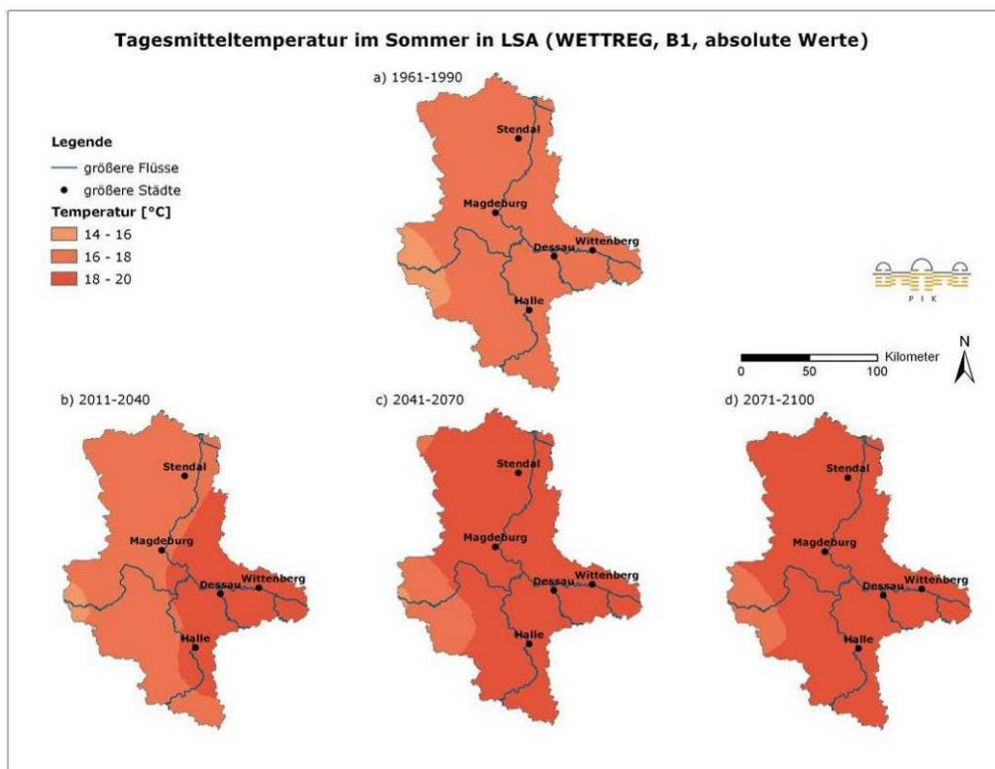 Tagesmitteltemperatur im Sommer in LSA (WETTREG, B1, absolute Werte)
a) 1961-1990
Legende
größere Flüsse
größere Städte
Temperatur [°C]
14 - 16
16 - 18
18 - 20
Stendal
Magdeburg
Dessau
Wittenberg
Halle
P I K
Kilometer
0 50 100
N
b) 2011-2040
Stendal
Magdeburg
Dessau
Wittenberg
Halle
c) 2041-2070
Stendal
Magdeburg
Dessau
Wittenberg
Halle
d) 2071-2100
Stendal
Magdeburg
Dessau
Wittenberg
Halle